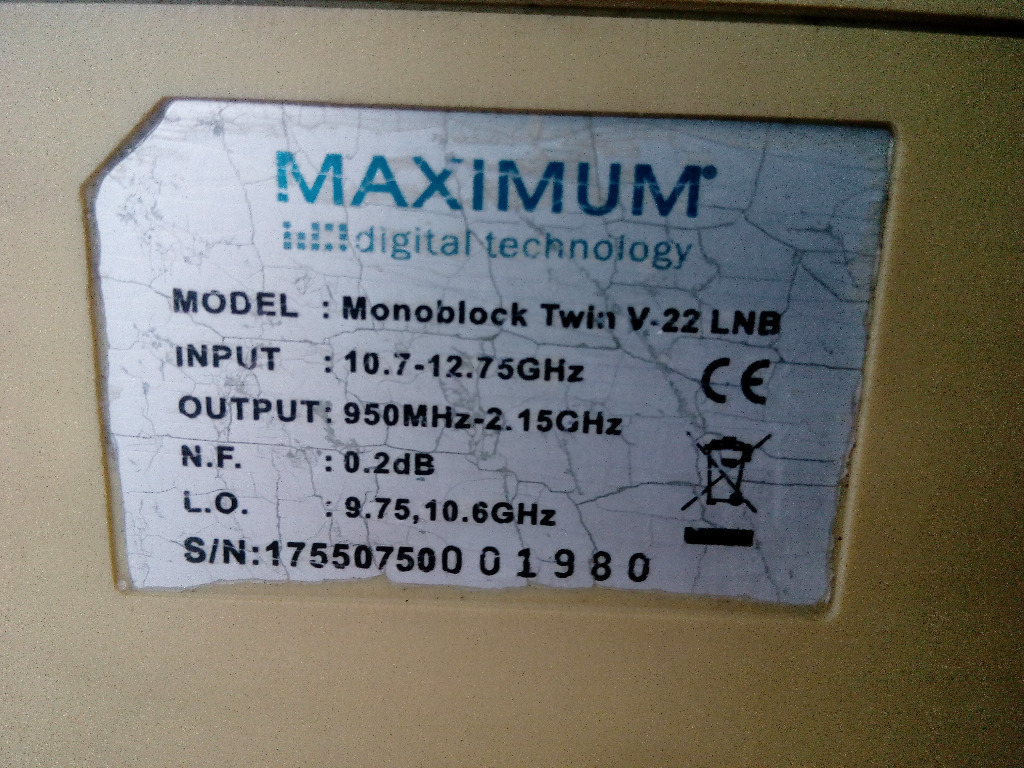 MAXIMUM
digital technology
MODEL : Monoblock Twin V-22 LNB
INPUT : 10.7-12.75GHz
CE
OUTPUT: 950MHz-2.15GHz
N.F. : 0.2dB
L.O. : 9.75,10.6GHz
S/N:175507500 0 1 9 8 0